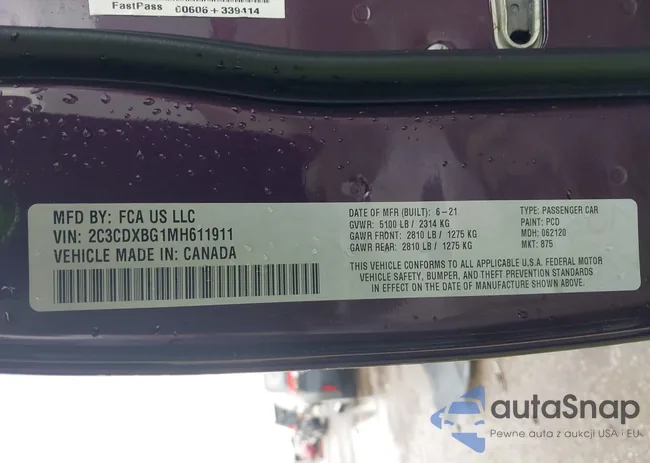 FastPass 00606+339414
MFD BY: FCA US LLC
VIN: 2C3CDXBG1MH611911
VEHICLE MADE IN: CANADA
DATE OF MFR (BUILT): 6-21
GVWR: 5100 LB / 2314 KG
GAWR FRONT: 2810 LB / 1275 KG
GAWR REAR: 2810 LB / 1275 KG
TYPE: PASSENGER CAR
PAINT: PCD
MDH: 062120
MKT: 875
THIS VEHICLE CONFORMS TO ALL APPLICABLE U.S.A. FEDERAL MOTOR
VEHICLE SAFETY, BUMPER, AND THEFT PREVENTION STANDARDS
IN EFFECT ON THE DATE OF MANUFACTURE SHOWN ABOVE.
autaSnap
Pewne auta z aukcji USA i EU